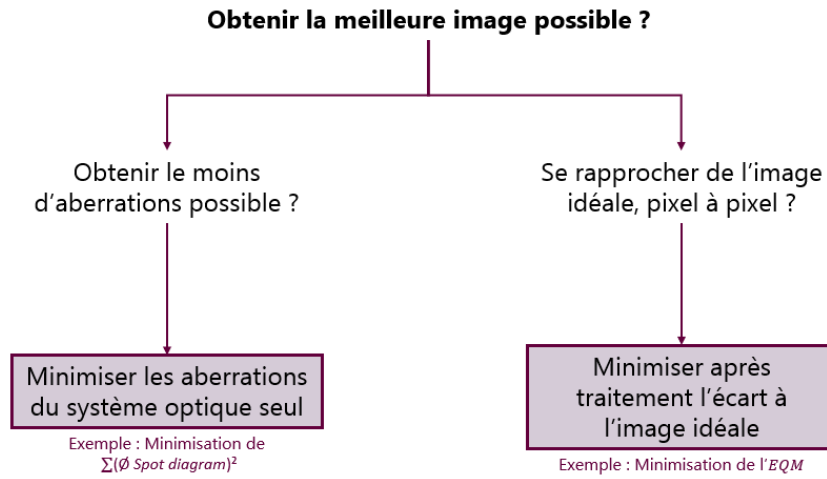 Obtenir la meilleure image possible ?
Obtenir le moins
d'aberrations possible ?
Se rapprocher de l'image
idéale, pixel à pixel ?
Minimiser les aberrations
du système optique seul
Exemple : Minimisation de
∑(Ø Spot diagram)²
Minimiser après
traitement l'écart à
l'image idéale
Exemple : Minimisation de l'EQM